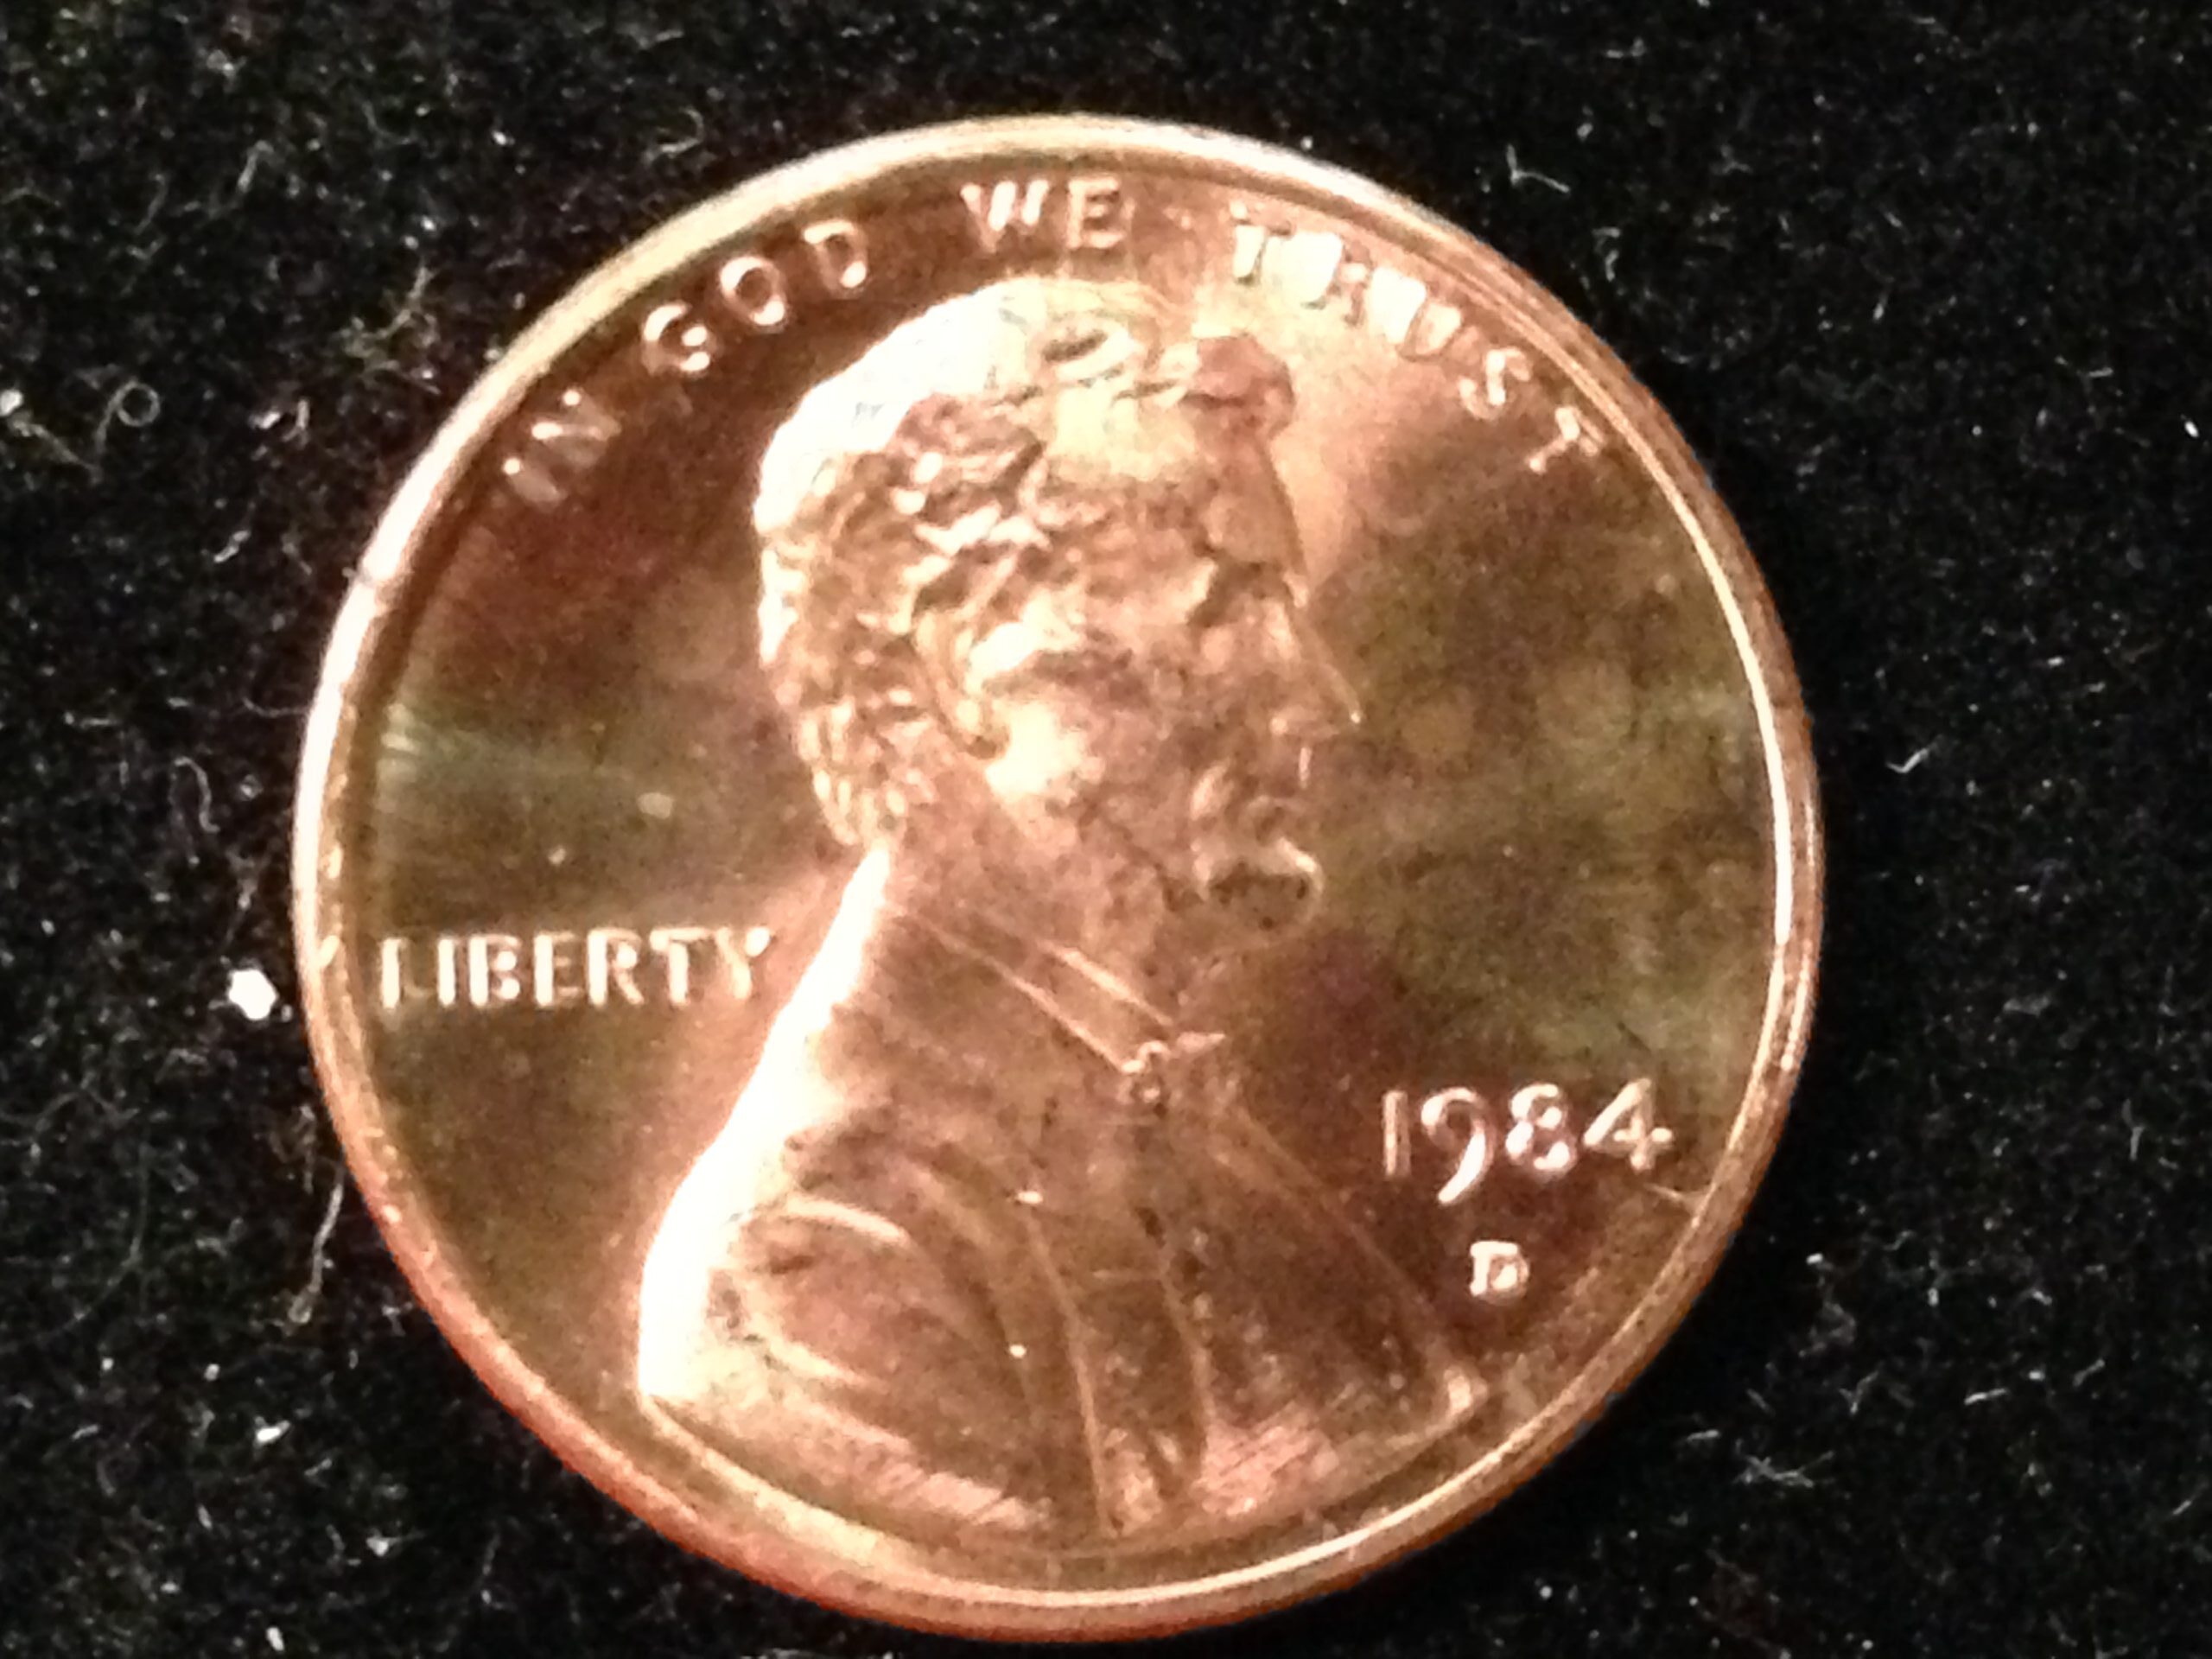 IN GOD WE TRUST
LIBERTY
1984
D